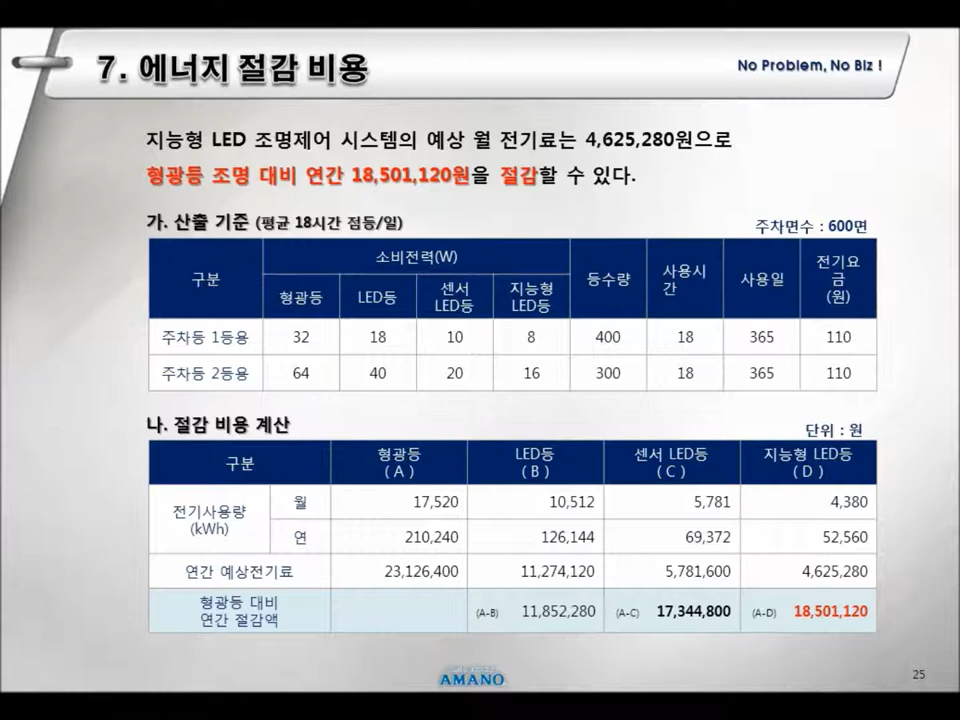 7. 에너지 절감 비용
No Problem, No Biz !
지능형 LED 조명제어 시스템의 예상 월 전기료는 4,625,280원으로
형광등 조명 대비 연간 18,501,120원을 절감할 수 있다.
가. 산출 기준 (평균 18시간 점등/일)
주차면수 : 600면
구분 소비전력(W) 등수량 사용시간 사용일 전기요금(원)
형광등 LED등 센서 LED등 지능형 LED등
주차등 1등용 32 18 10 8 400 18 365 110
주차등 2등용 64 40 20 16 300 18 365 110
나. 절감 비용 계산
단위 : 원
구분 형광등 (A) LED등 (B) 센서 LED등 (C) 지능형 LED등 (D)
전기사용량 (kWh) 월 17,520 10,512 5,781 4,380
연 210,240 126,144 69,372 52,560
연간 예상전기료 23,126,400 11,274,120 5,781,600 4,625,280
형광등 대비 연간 절감액 (A-B) 11,852,280 (A-C) 17,344,800 (A-D) 18,501,120
AMANO
25